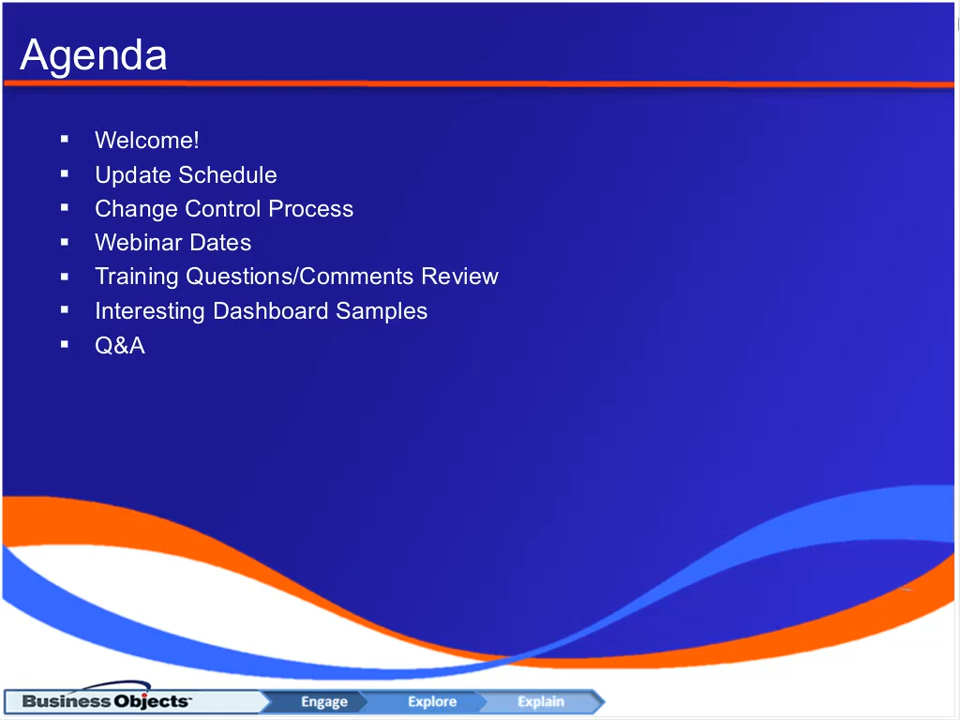 Agenda
Welcome!
Update Schedule
Change Control Process
Webinar Dates
Training Questions/Comments Review
Interesting Dashboard Samples
Q&A
Business Objects™ Engage Explore Explain